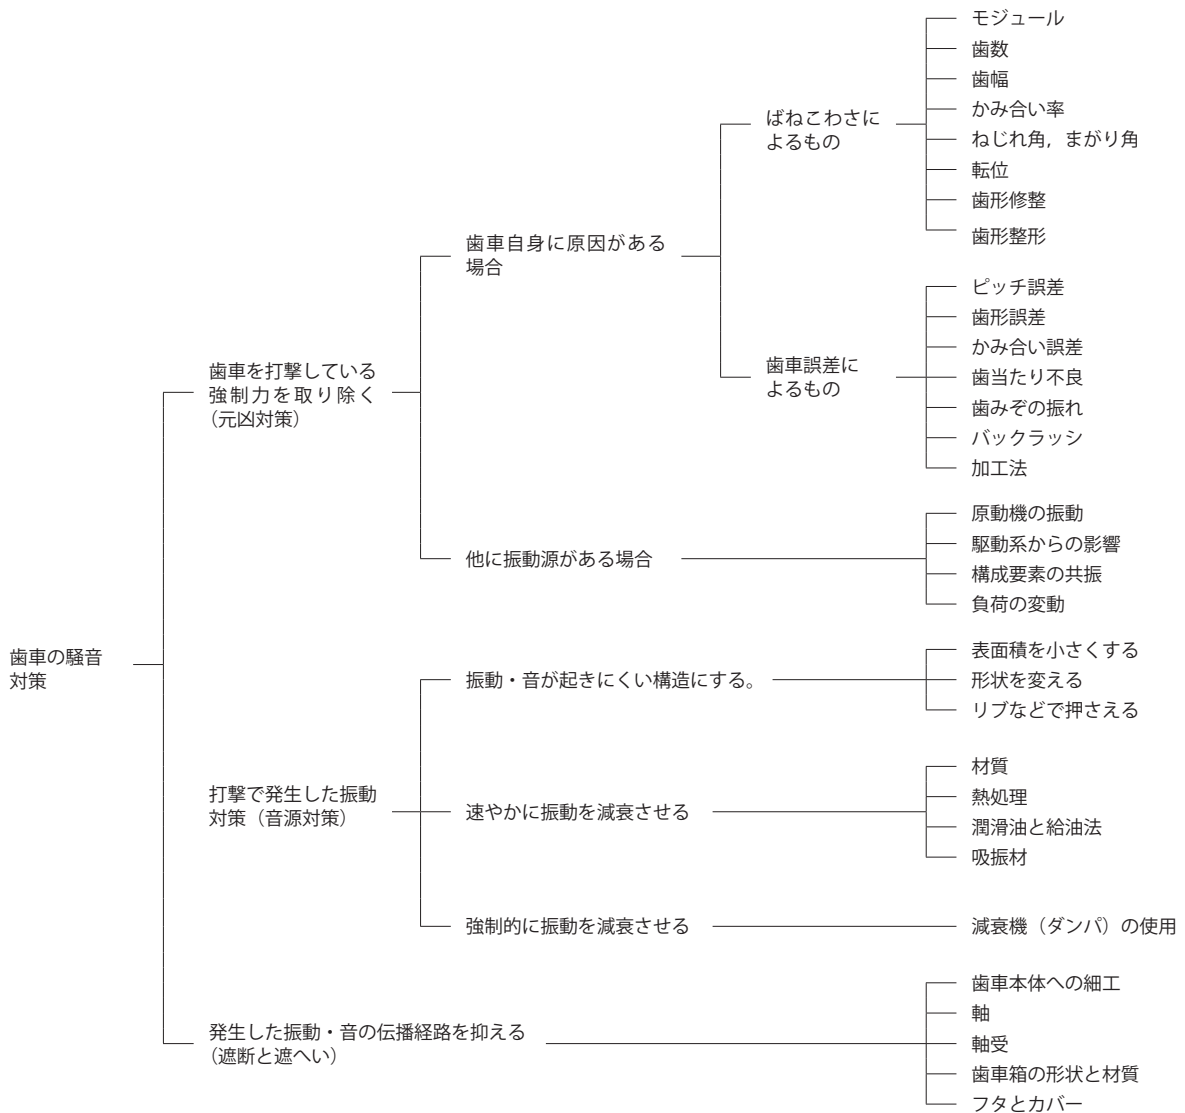 モジュール
歯数
歯幅
かみ合い率
ねじれ角，まがり角
転位
歯形修整
歯形整形
ばねこわさに
よるもの
歯車自身に原因がある
場合
ピッチ誤差
歯形誤差
かみ合い誤差
歯当たり不良
歯みぞの振れ
バックラッシ
加工法
歯車誤差に
よるもの
歯車を打撃している
強制力を取り除く
（元凶対策）
原動機の振動
駆動系からの影響
構成要素の共振
負荷の変動
他に振動源がある場合
歯車の騒音
対策
表面積を小さくする
形状を変える
リブなどで押さえる
振動・音が起きにくい構造にする。
打撃で発生した振動
対策（音源対策）
材質
熱処理
潤滑油と給油法
吸振材
速やかに振動を減衰させる
強制的に振動を減衰させる
減衰機（ダンパ）の使用
発生した振動・音の伝播経路を抑える
（遮断と遮へい）
歯車本体への細工
軸
軸受
歯車箱の形状と材質
フタとカバー